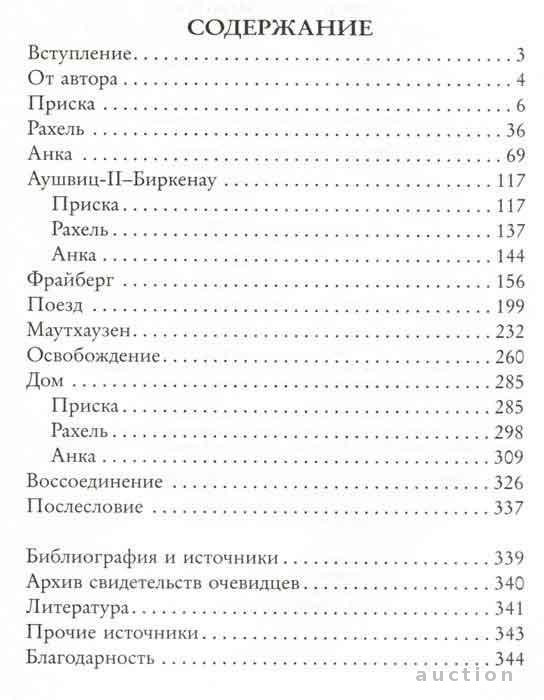 СОДЕРЖАНИЕ
Вступление 3
От автора 4
Приска 6
Рахель 36
Анка 69
Аушвиц-II–Биркенау 117
Приска 117
Рахель 137
Анка 144
Фрайберг 156
Поезд 199
Маутхаузен 232
Освобождение 260
Дом 285
Приска 285
Рахель 298
Анка 309
Воссоединение 326
Послесловие 337
Библиография и источники 339
Архив свидетельств очевидцев 340
Литература 341
Прочие источники 343
Благодарность 344
auction